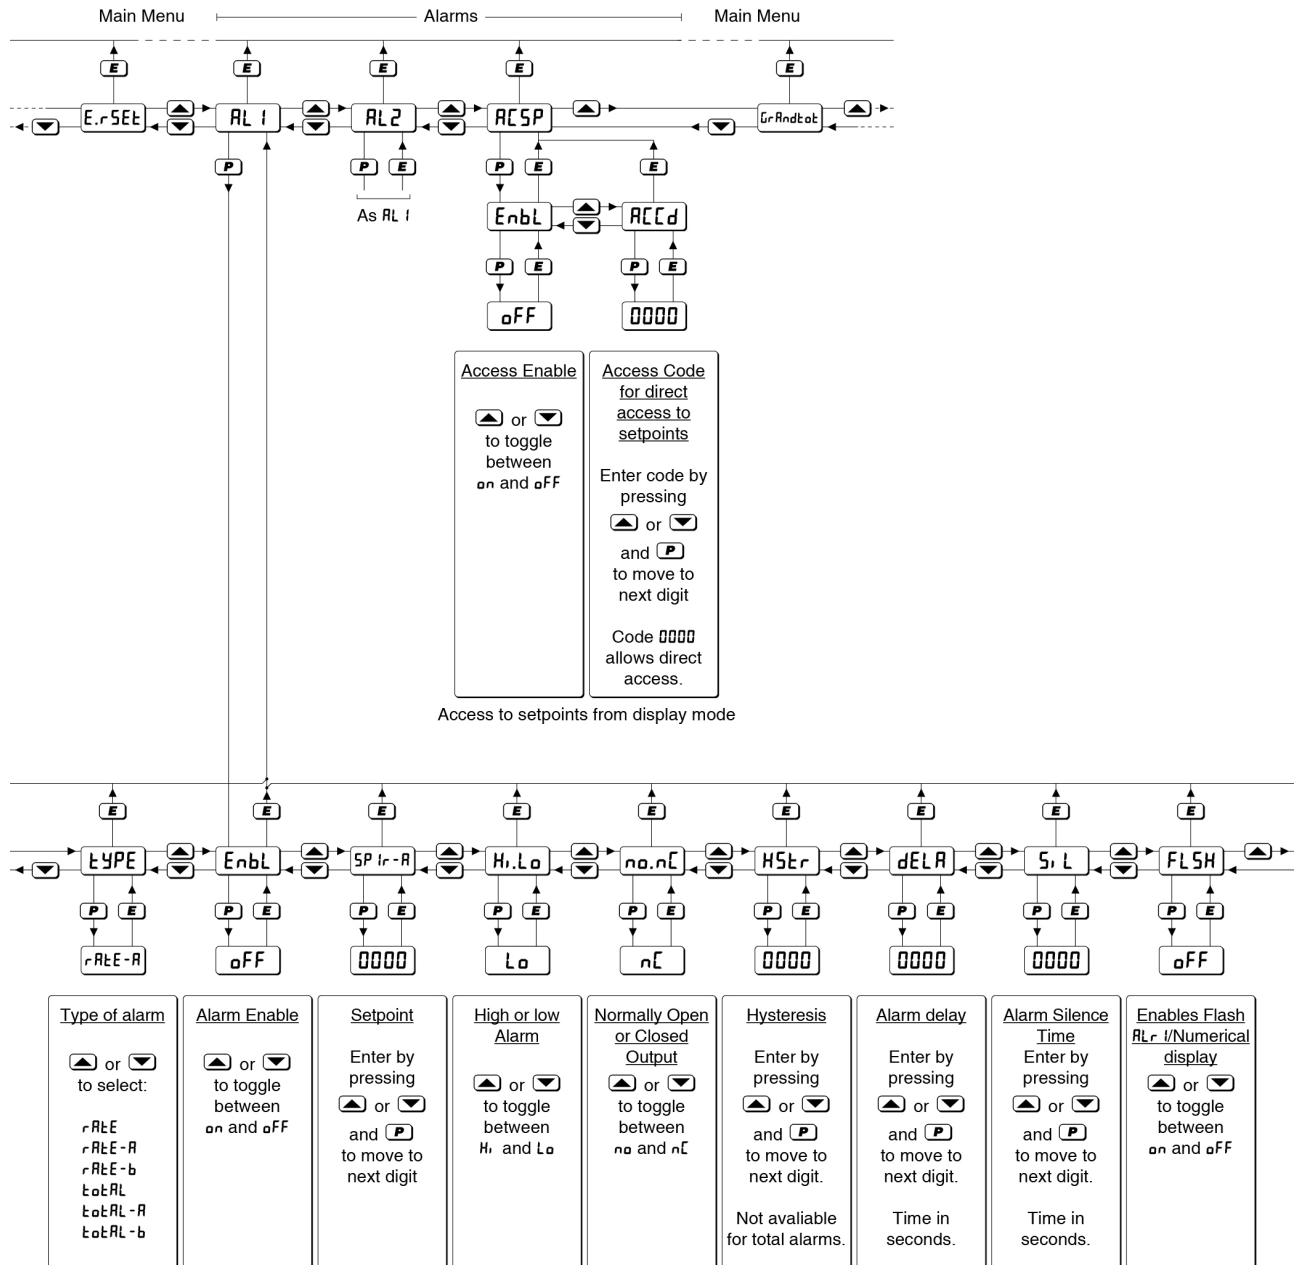 Main Menu Alarms Main Menu
E E E E
E.rSEt AL1 AL2 ACSP GrAndtot
P P E P E E
As AL1
EnbL ACCd
P E P E
oFF 0000
Access Enable
or
to toggle
between
on and oFF
Access Code
for direct
access to
setpoints
Enter code by
pressing
or
and P
to move to
next digit
Code 0000
allows direct
access.
Access to setpoints from display mode
E E E E E E E E E
tYPE EnbL SP1r-A Hi.Lo no.nC HStr dELA Si L FLSH
P E P E P E P E P E P E P E P E P E
rAtE-A oFF 0000 Lo nC 0000 0000 0000 oFF
Type of alarm
or
to select:
rAtE
rAtE-A
rAtE-b
totAL
totAL-A
totAL-b
Alarm Enable
or
to toggle
between
on and oFF
Setpoint
Enter by
pressing
or
and P
to move to
next digit
High or low
Alarm
or
to toggle
between
Hi and Lo
Normally Open
or Closed
Output
or
to toggle
between
no and nC
Hysteresis
Enter by
pressing
or
and P
to move to
next digit.
Not avaliable
for total alarms.
Alarm delay
Enter by
pressing
or
and P
to move to
next digit.
Time in
seconds.
Alarm Silence
Time
Enter by
pressing
or
and P
to move to
next digit.
Time in
seconds.
Enables Flash
ALr1/Numerical
display
or
to toggle
between
on and oFF